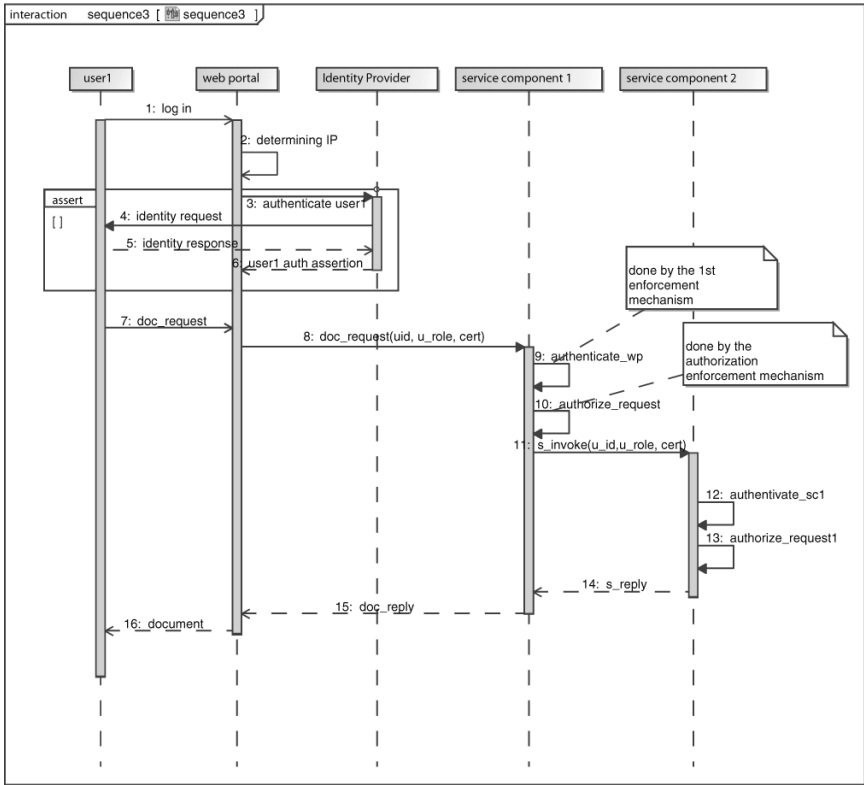 interaction sequence3 [ sequence3 ]
user1
web portal
Identity Provider
service component 1
service component 2
1: log in
2: determining IP
assert
3: authenticate user1
[ ]
4: identity request
5: identity response
6: user1 auth assertion
done by the 1st
enforcement
mechanism
7: doc_request
8: doc_request(uid, u_role, cert)
done by the
authorization
enforcement mechanism
9: authenticate_wp
10: authorize_request
11: s_invoke(u_id,u_role, cert)
12: authentivate_sc1
13: authorize_request1
14: s_reply
15: doc_reply
16: document